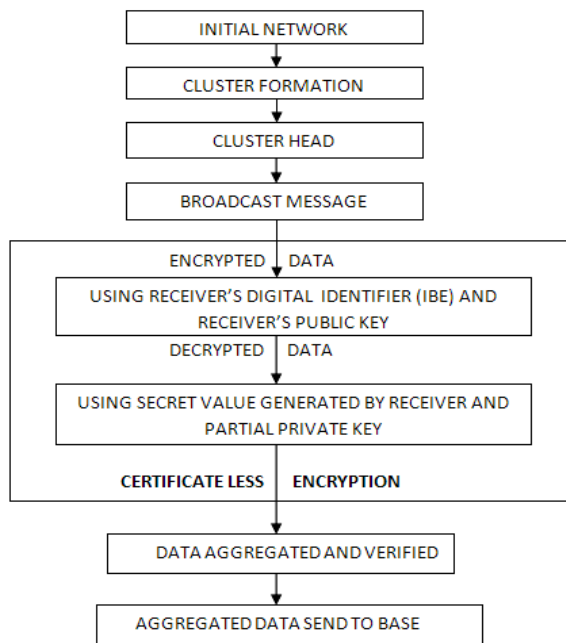 INITIAL NETWORK
CLUSTER FORMATION
CLUSTER HEAD
BROADCAST MESSAGE
ENCRYPTED DATA
USING RECEIVER'S DIGITAL IDENTIFIER (IBE) AND
RECEIVER'S PUBLIC KEY
DECRYPTED DATA
USING SECRET VALUE GENERATED BY RECEIVER AND
PARTIAL PRIVATE KEY
CERTIFICATE LESS ENCRYPTION
DATA AGGREGATED AND VERIFIED
AGGREGATED DATA SEND TO BASE